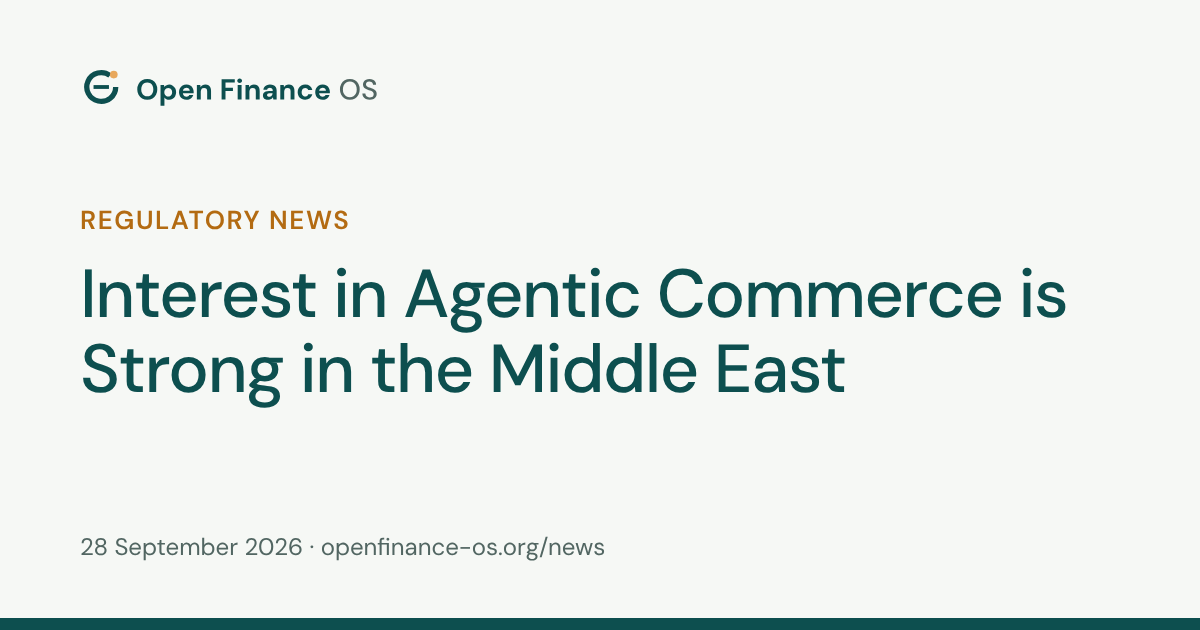 Open Finance OS
REGULATORY NEWS
Interest in Agentic Commerce is
Strong in the Middle East
28 September 2026 · openfinance-os.org/news